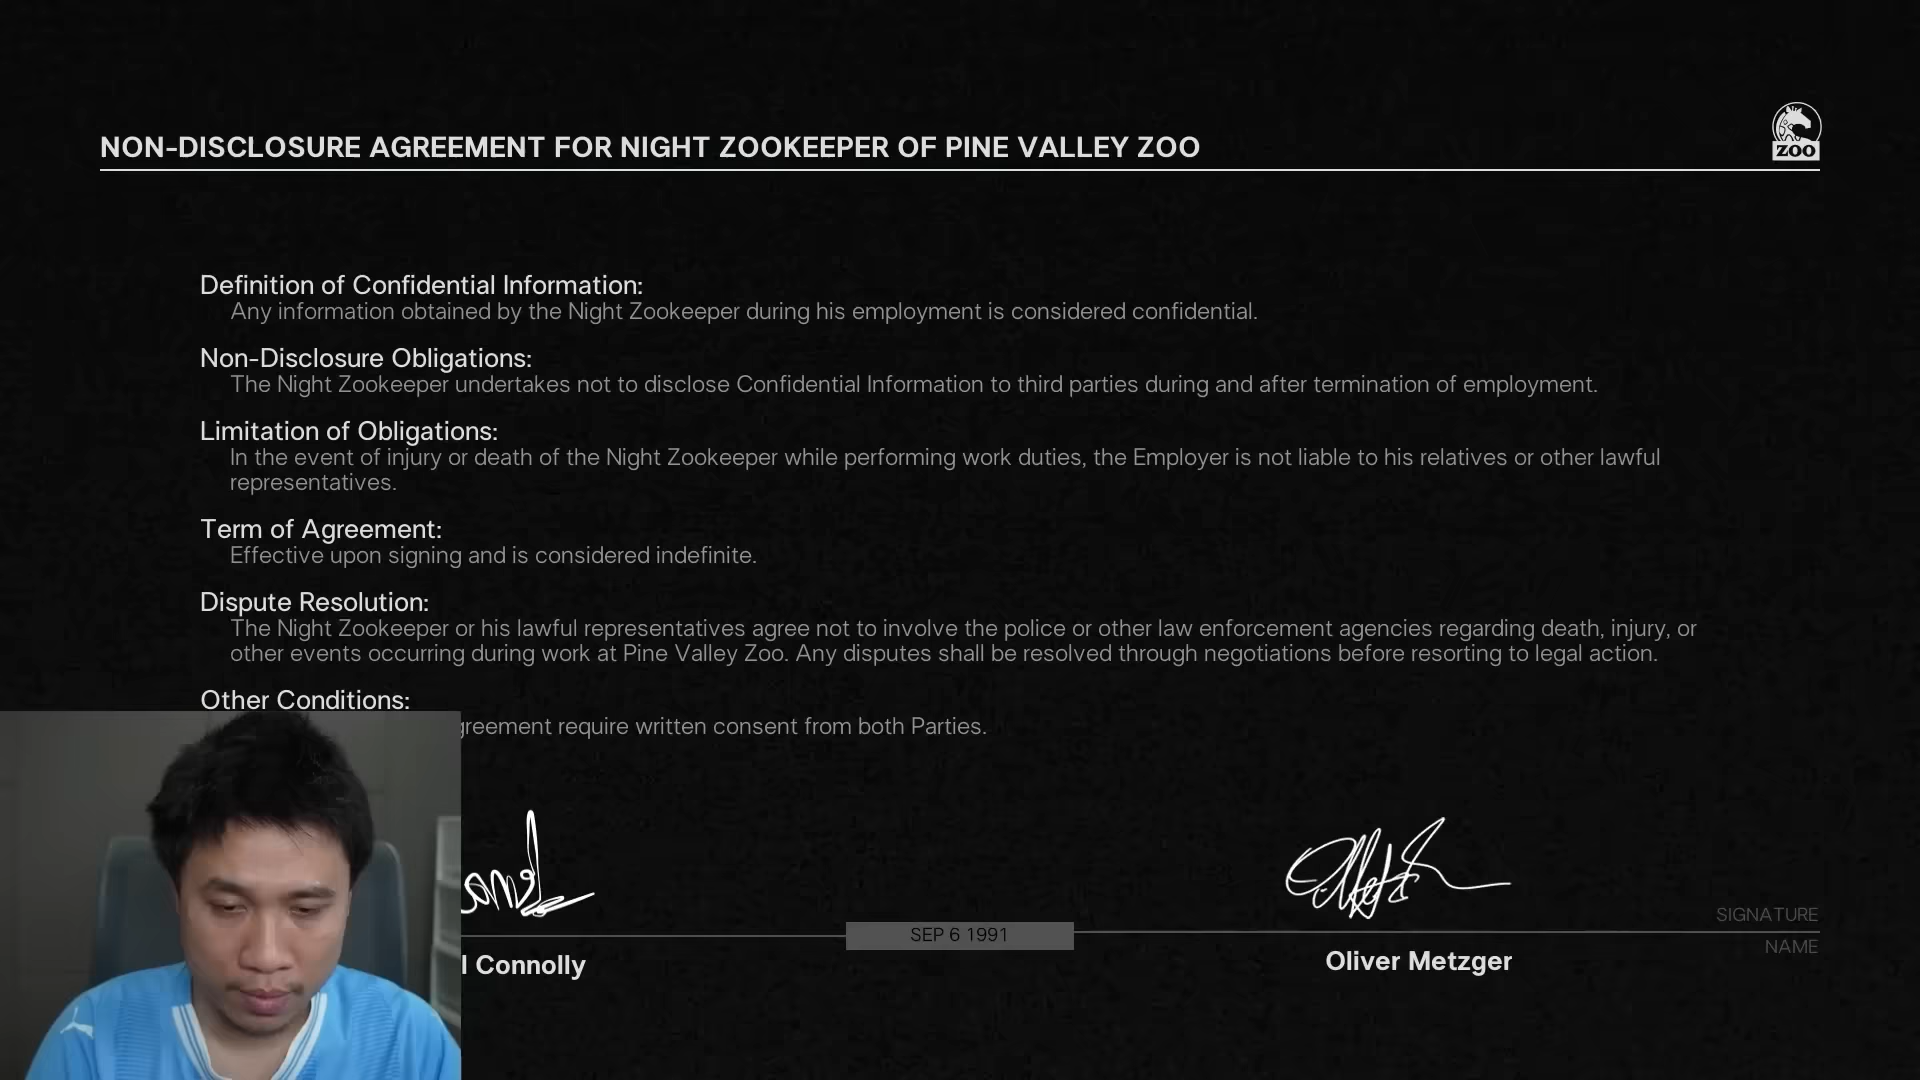 NON-DISCLOSURE AGREEMENT FOR NIGHT ZOOKEEPER OF PINE VALLEY ZOO
ZOO
Definition of Confidential Information:
Any information obtained by the Night Zookeeper during his employment is considered confidential.
Non-Disclosure Obligations:
The Night Zookeeper undertakes not to disclose Confidential Information to third parties during and after termination of employment.
Limitation of Obligations:
In the event of injury or death of the Night Zookeeper while performing work duties, the Employer is not liable to his relatives or other lawful
representatives.
Term of Agreement:
Effective upon signing and is considered indefinite.
Dispute Resolution:
The Night Zookeeper or his lawful representatives agree not to involve the police or other law enforcement agencies regarding death, injury, or
other events occurring during work at Pine Valley Zoo. Any disputes shall be resolved through negotiations before resorting to legal action.
Other Conditions:
greement require written consent from both Parties.
SEP 6 1991
SIGNATURE
NAME
l Connolly
Oliver Metzger